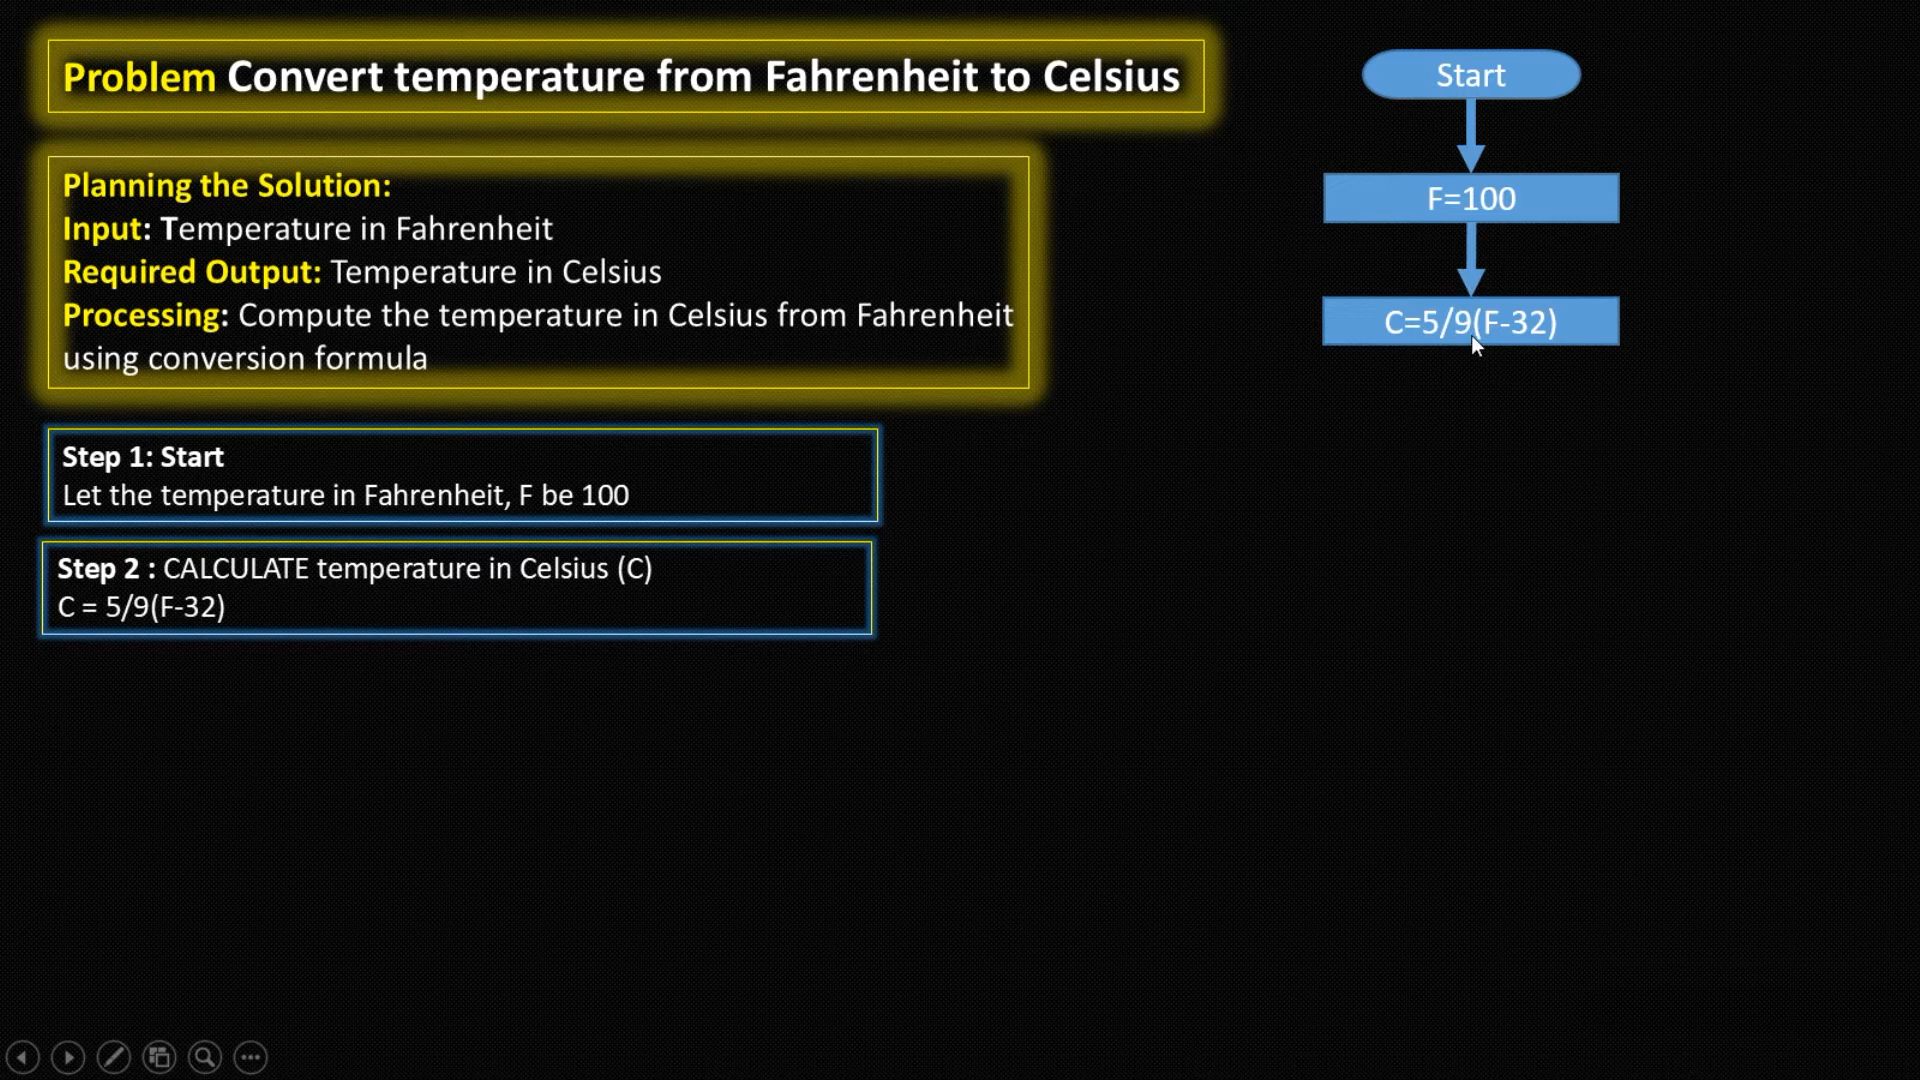 Problem Convert temperature from Fahrenheit to Celsius
Planning the Solution:
Input: Temperature in Fahrenheit
Required Output: Temperature in Celsius
Processing: Compute the temperature in Celsius from Fahrenheit
using conversion formula
Step 1: Start
Let the temperature in Fahrenheit, F be 100
Step 2 : CALCULATE temperature in Celsius (C)
C = 5/9(F-32)
Start
F=100
C=5/9(F-32)